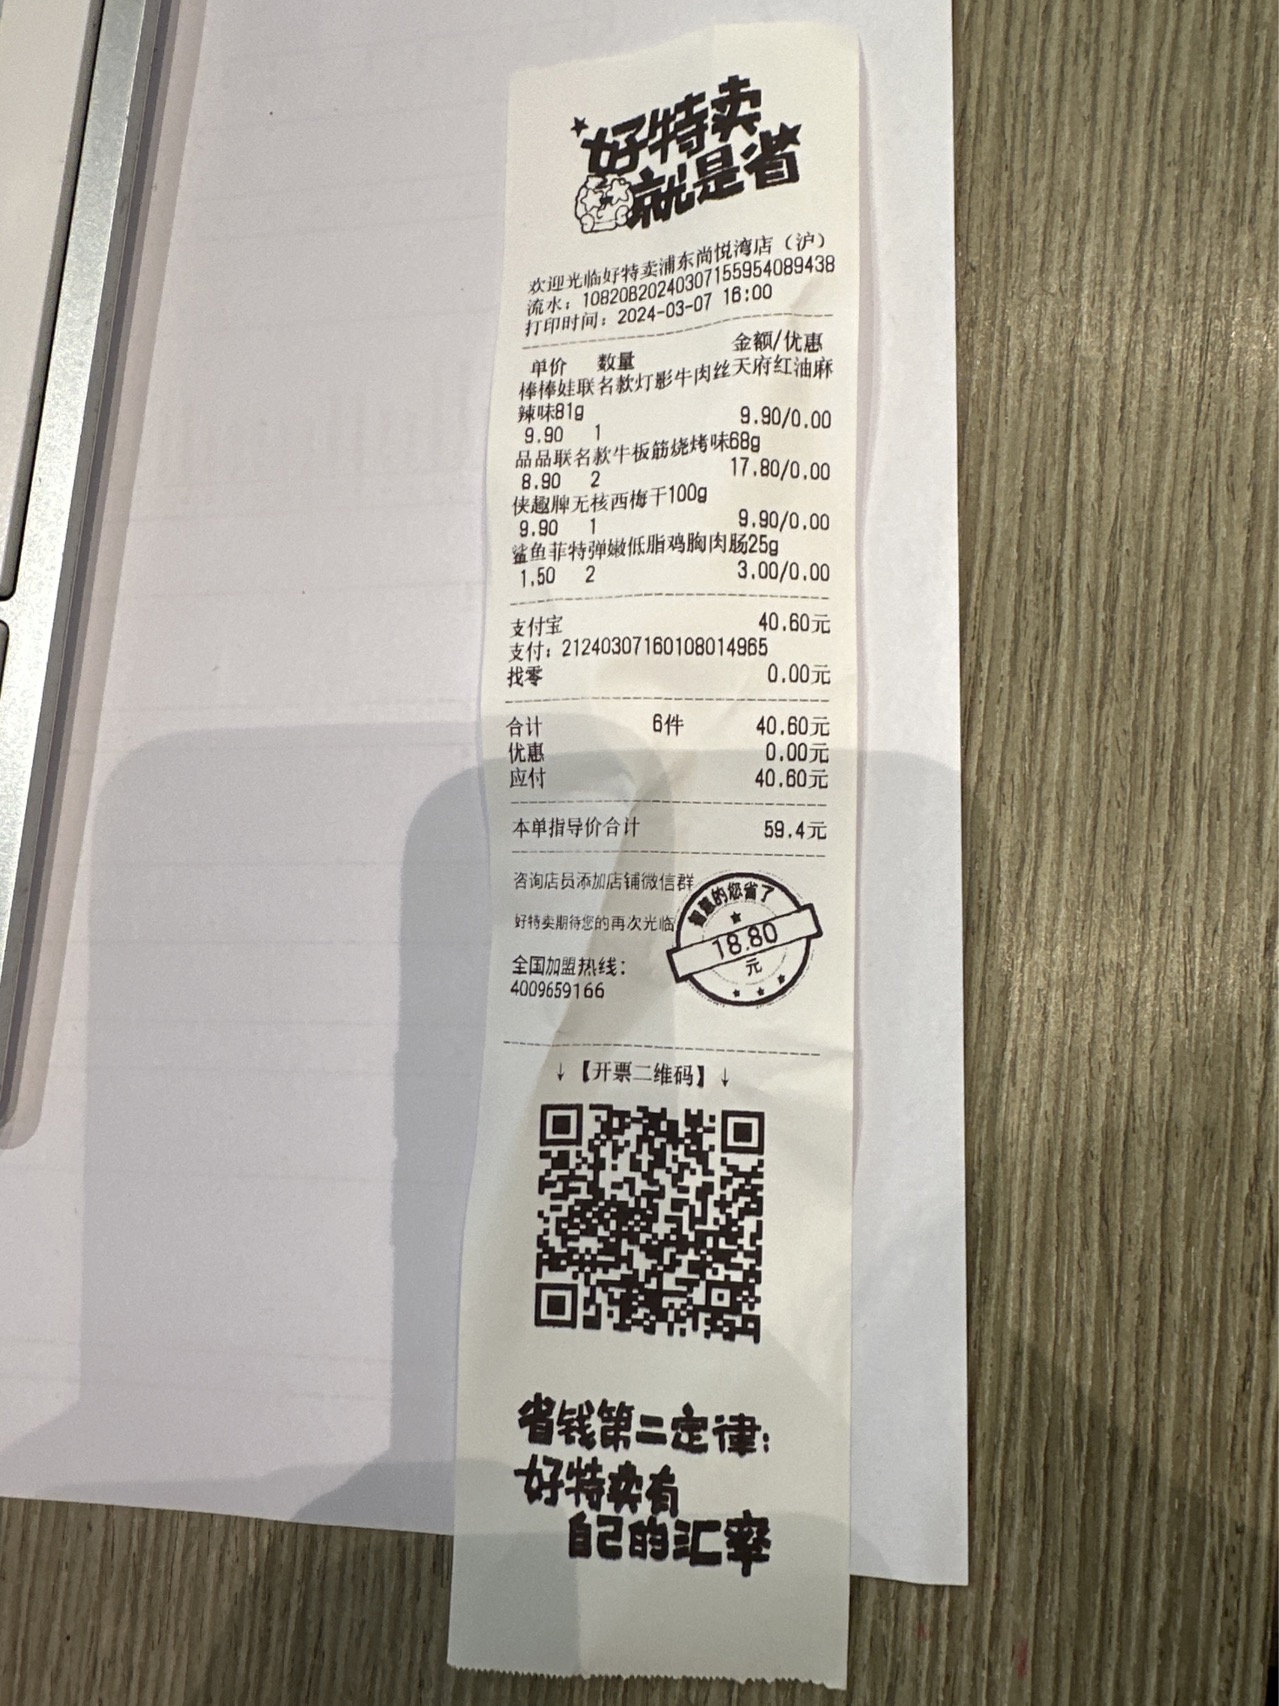 好特卖
就是省
欢迎光临好特卖浦东尚悦湾店（沪）
流水：10820820240307155954089438
打印时间：2024-03-07 16:00
单价 数量 金额/优惠
棒棒娃联名款灯影牛肉丝天府红油麻
辣味81g
9.90 1 9.90/0.00
品品联名款牛板筋烧烤味68g
8.90 2 17.80/0.00
侠趣牌无核西梅干100g
9.90 1 9.90/0.00
鲨鱼菲特弹嫩低脂鸡胸肉肠25g
1.50 2 3.00/0.00
支付宝 40.60元
支付：21240307160108014965
找零 0.00元
合计 6件 40.60元
优惠 0.00元
应付 40.60元
本单指导价合计 59.4元
咨询店员添加店铺微信群
好特卖期待您的再次光临
全国加盟热线：
4009659166
的您省了
18.80
元
↓【开票二维码】↓
省钱第二定律：
好特卖有
自己的汇率